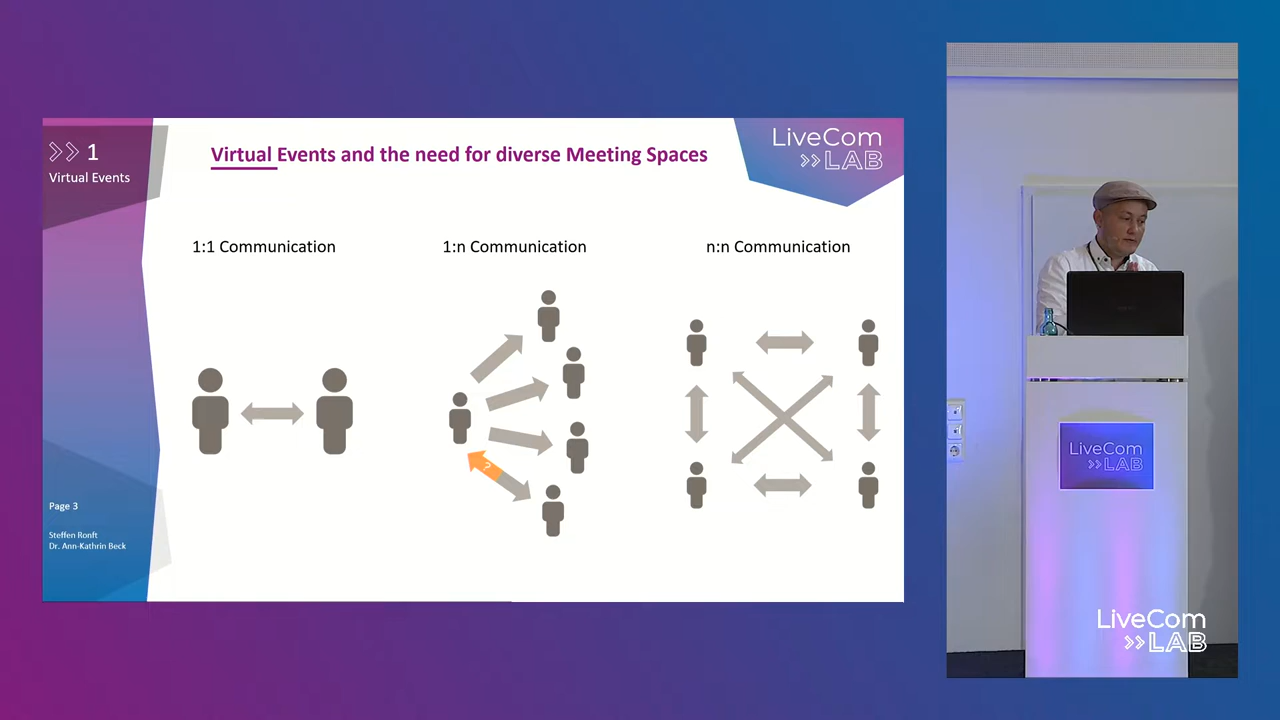 >> 1
Virtual Events
Virtual Events and the need for diverse Meeting Spaces
LiveCom
>>LAB
1:1 Communication
1:n Communication
n:n Communication
?
Page 3
Steffen Ronft
Dr. Ann-Kathrin Beck
LiveCom
>>LAB
LiveCom
>>LAB